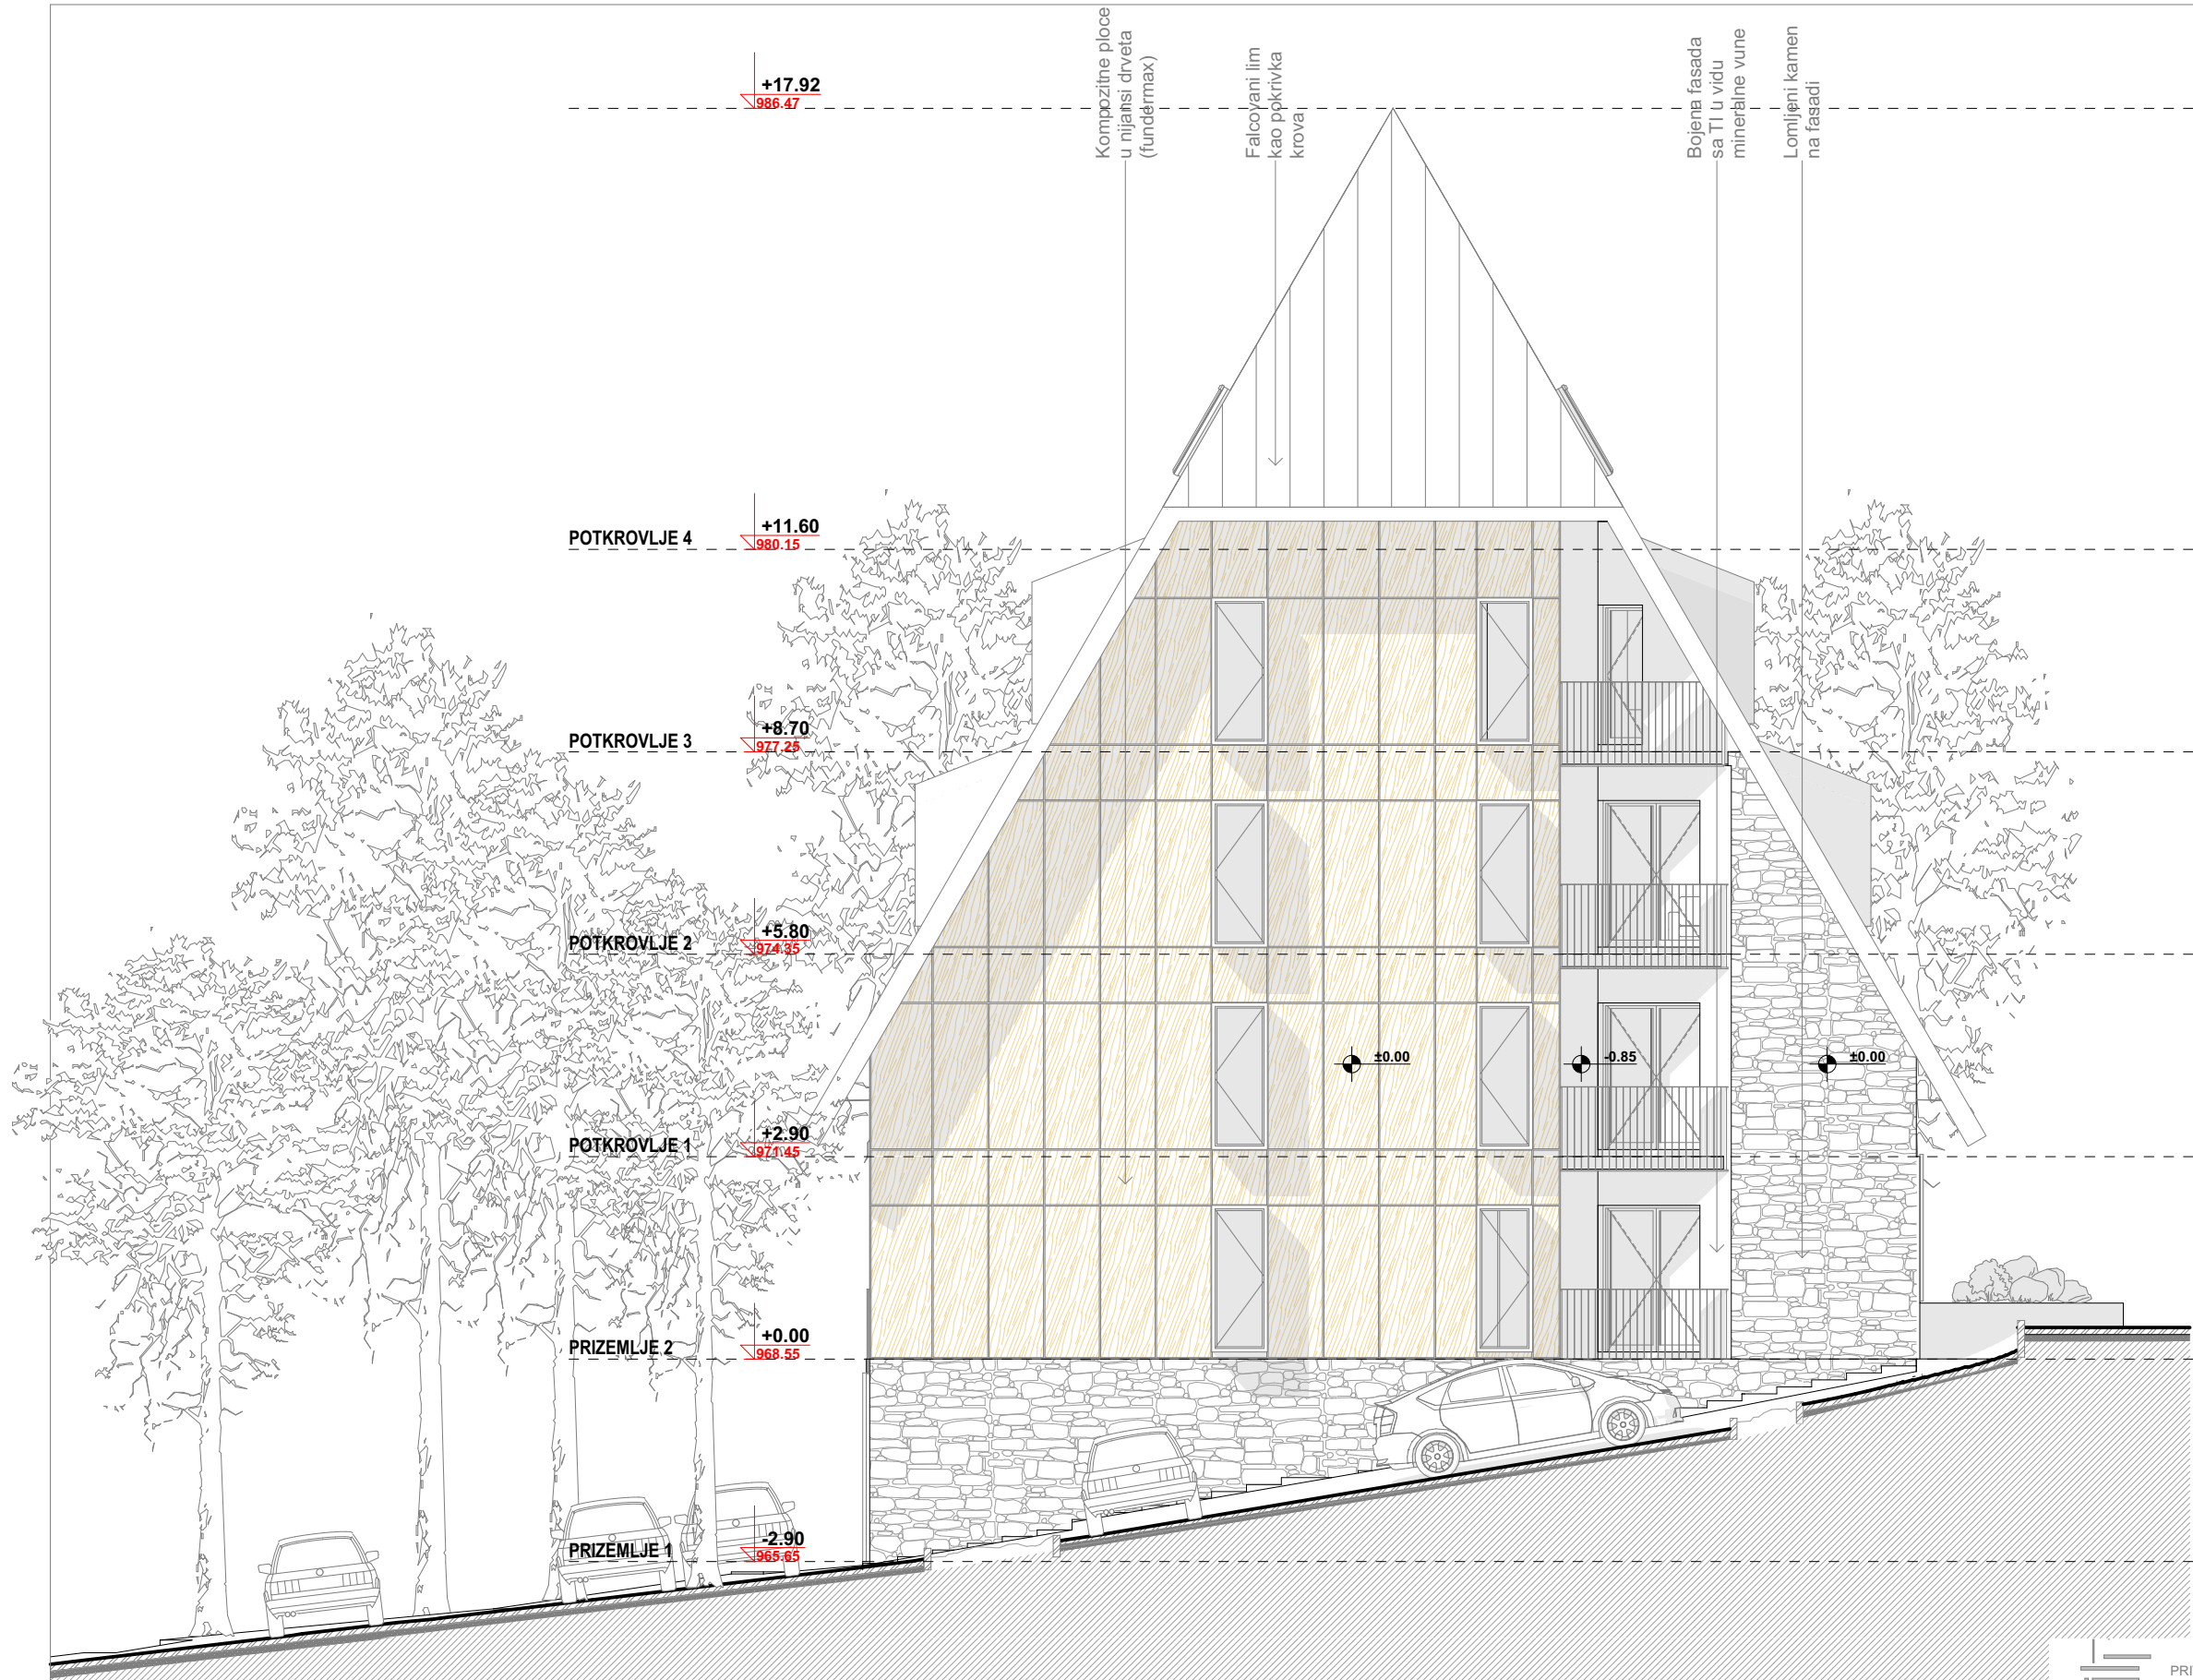 Kompozitne ploce
u nijansi drveta
(fundermax)
Falcovani lim
kao pokrivka
krova
Bojena fasada
sa TI u vidu
mineralne vune
Lomljeni kamen
na fasadi
+17.92
986.47
POTKROVLJE 4
+11.60
980.15
POTKROVLJE 3
+8.70
977.25
POTKROVLJE 2
+5.80
974.35
±0.00
-0.85
±0.00
POTKROVLJE 1
+2.90
971.45
PRIZEMLJE 2
+0.00
968.55
PRIZEMLJE 1
-2.90
965.65
PRI